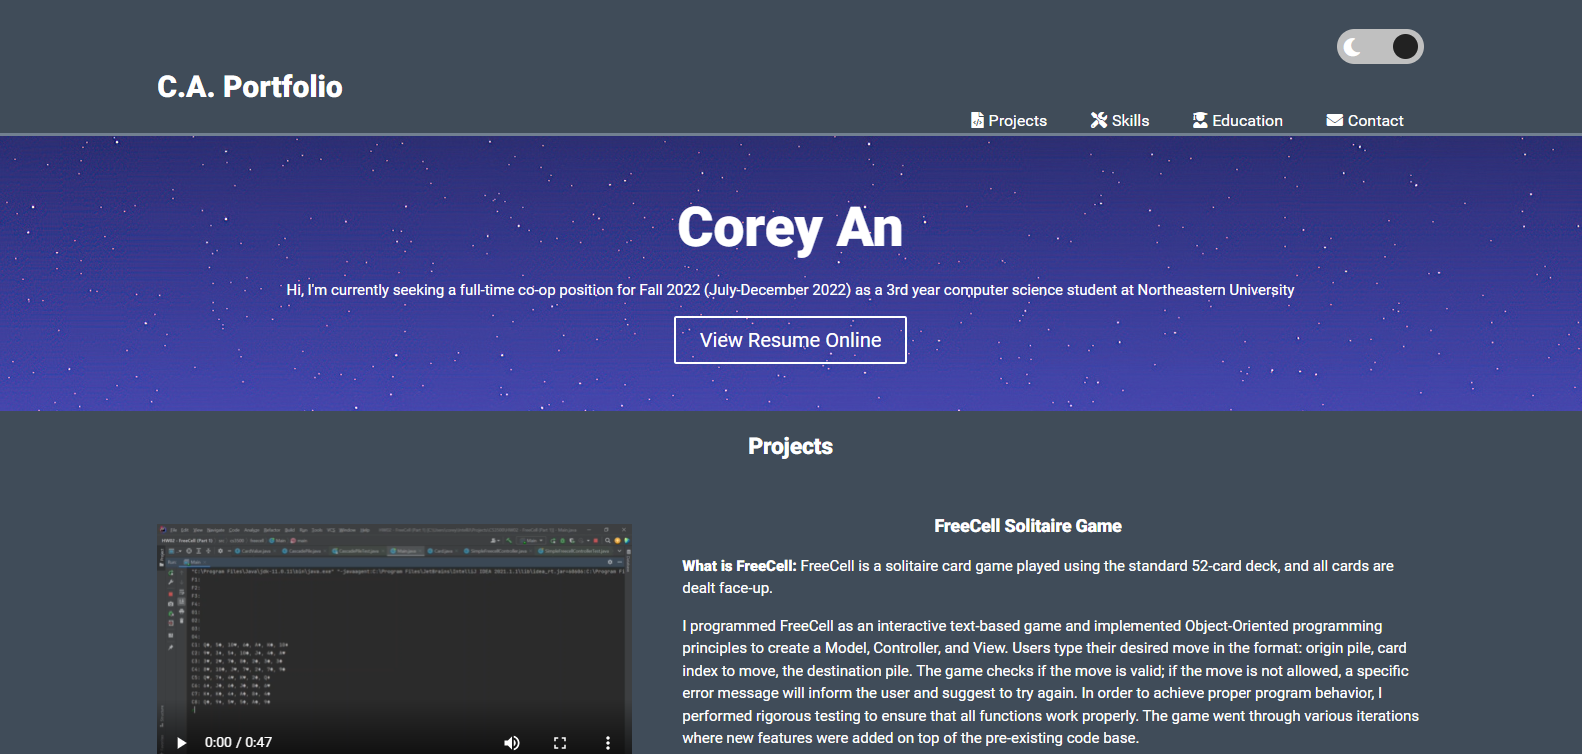 C.A. Portfolio
Projects
Skills
Education
Contact
Corey An
Hi, I'm currently seeking a full-time co-op position for Fall 2022 (July-December 2022) as a 3rd year computer science student at Northeastern University
View Resume Online
Projects
0:00 / 0:47
FreeCell Solitaire Game
What is FreeCell: FreeCell is a solitaire card game played using the standard 52-card deck, and all cards are
dealt face-up.
I programmed FreeCell as an interactive text-based game and implemented Object-Oriented programming
principles to create a Model, Controller, and View. Users type their desired move in the format: origin pile, card
index to move, the destination pile. The game checks if the move is valid; if the move is not allowed, a specific
error message will inform the user and suggest to try again. In order to achieve proper program behavior, I
performed rigorous testing to ensure that all functions work properly. The game went through various iterations
where new features were added on top of the pre-existing code base.